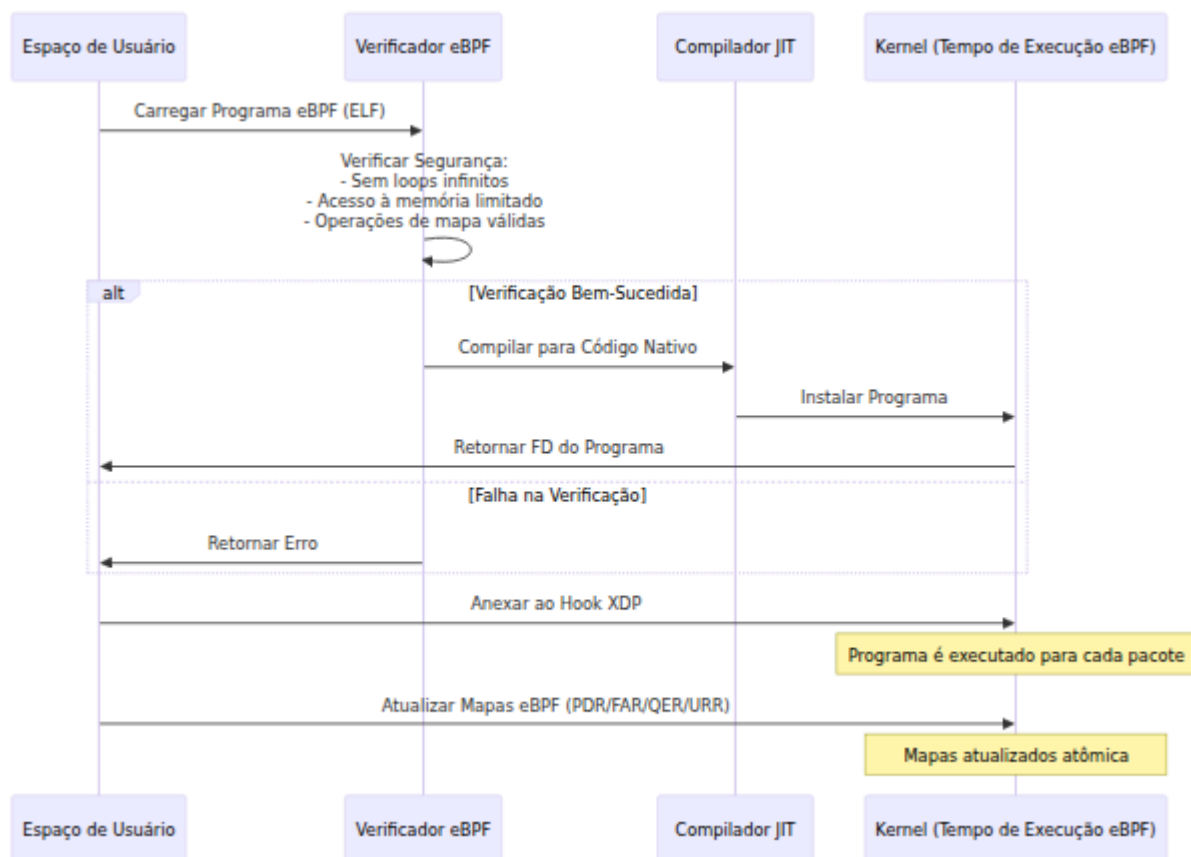 Espaço de Usuário
Verificador eBPF
Compilador JIT
Kernel (Tempo de Execução eBPF)
Carregar Programa eBPF (ELF)
Verificar Segurança:
- Sem loops infinitos
- Acesso à memória limitado
- Operações de mapa válidas
alt
[Verificação Bem-Sucedida]
Compilar para Código Nativo
Instalar Programa
Retornar FD do Programa
[Falha na Verificação]
Retornar Erro
Anexar ao Hook XDP
Programa é executado para cada pacote
Atualizar Mapas eBPF (PDR/FAR/QER/URR)
Mapas atualizados atômica
Espaço de Usuário
Verificador eBPF
Compilador JIT
Kernel (Tempo de Execução eBPF)